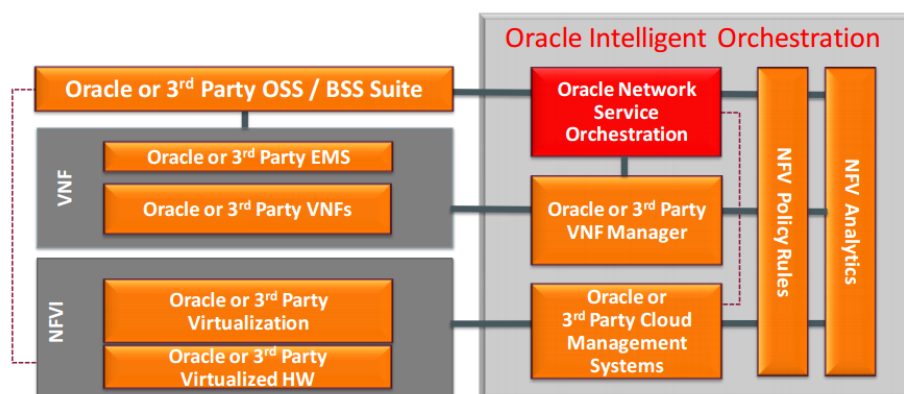 Oracle Intelligent Orchestration
Oracle or 3rd Party OSS / BSS Suite
Oracle Network
Service
Orchestration
VNF
Oracle or 3rd Party EMS
Oracle or 3rd Party VNFs
Oracle or 3rd Party
VNF Manager
NFVI
Oracle or 3rd Party
Virtualization
Oracle or 3rd Party
Virtualized HW
Oracle or
3rd Party Cloud
Management
Systems
NFV Policy Rules
NFV Analytics